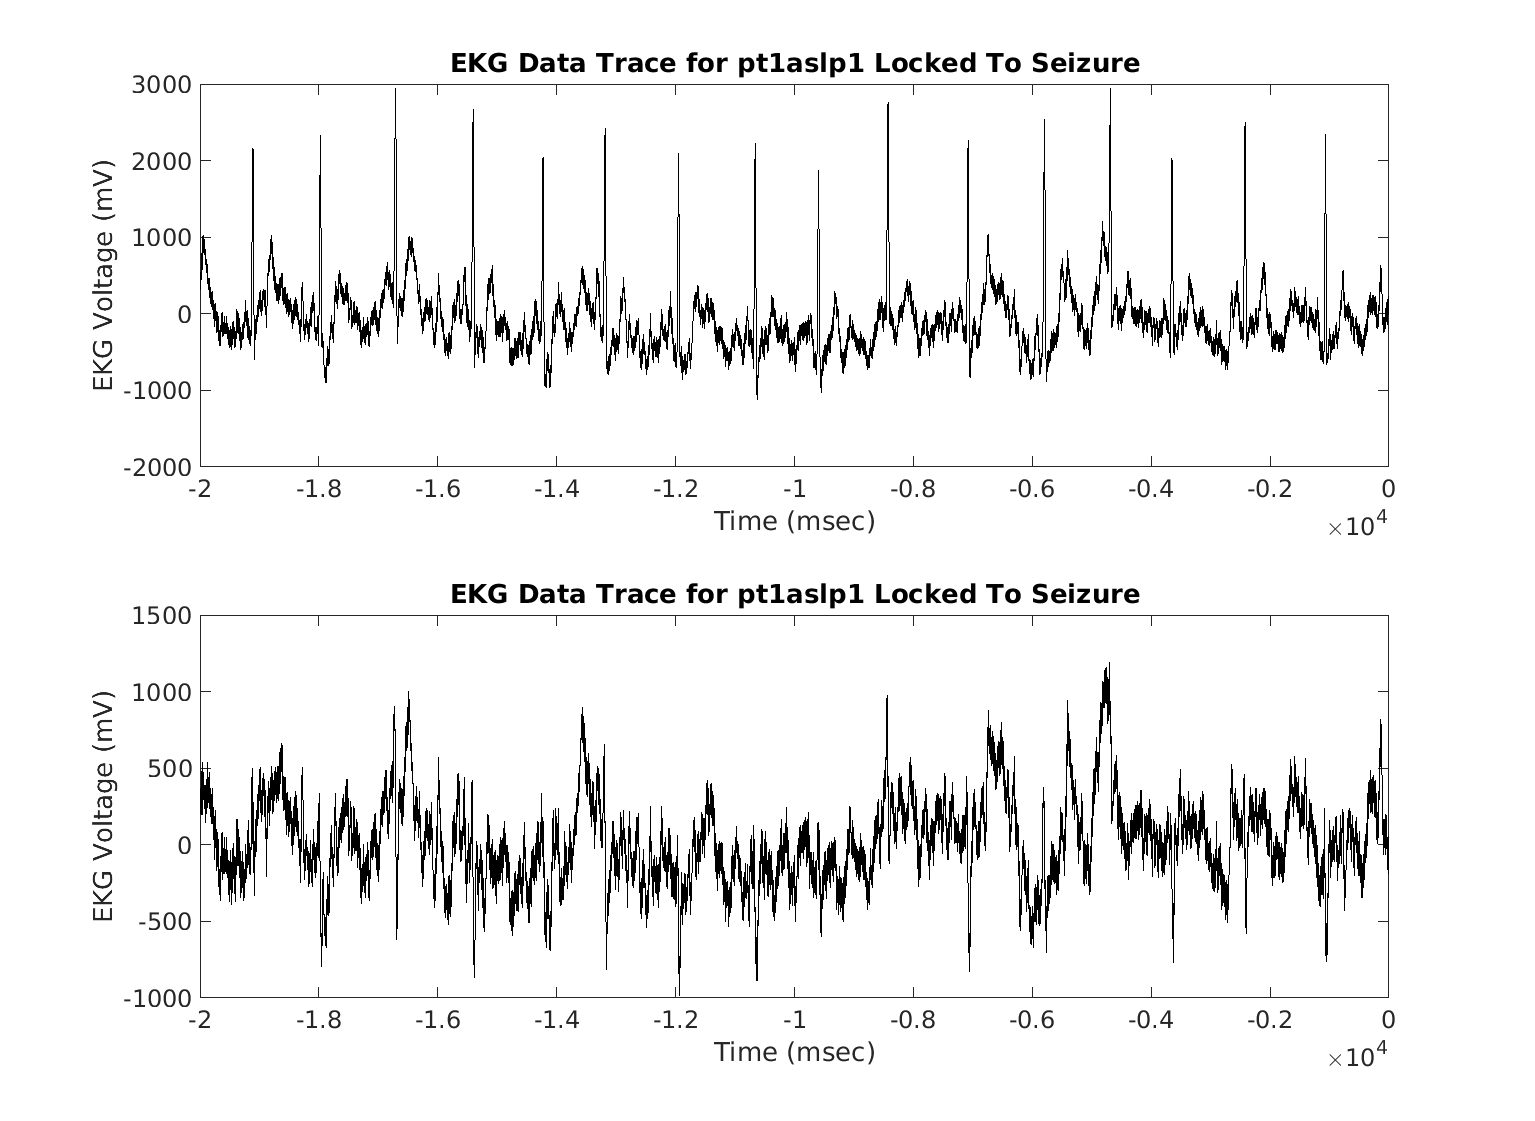 EKG Data Trace for pt1aslp1 Locked To Seizure
3000
2000
1000
0
-1000
-2000
EKG Voltage (mV)
-2 -1.8 -1.6 -1.4 -1.2 -1 -0.8 -0.6 -0.4 -0.2 0
Time (msec)
×10^4
EKG Data Trace for pt1aslp1 Locked To Seizure
1500
1000
500
0
-500
-1000
EKG Voltage (mV)
-2 -1.8 -1.6 -1.4 -1.2 -1 -0.8 -0.6 -0.4 -0.2 0
Time (msec)
×10^4